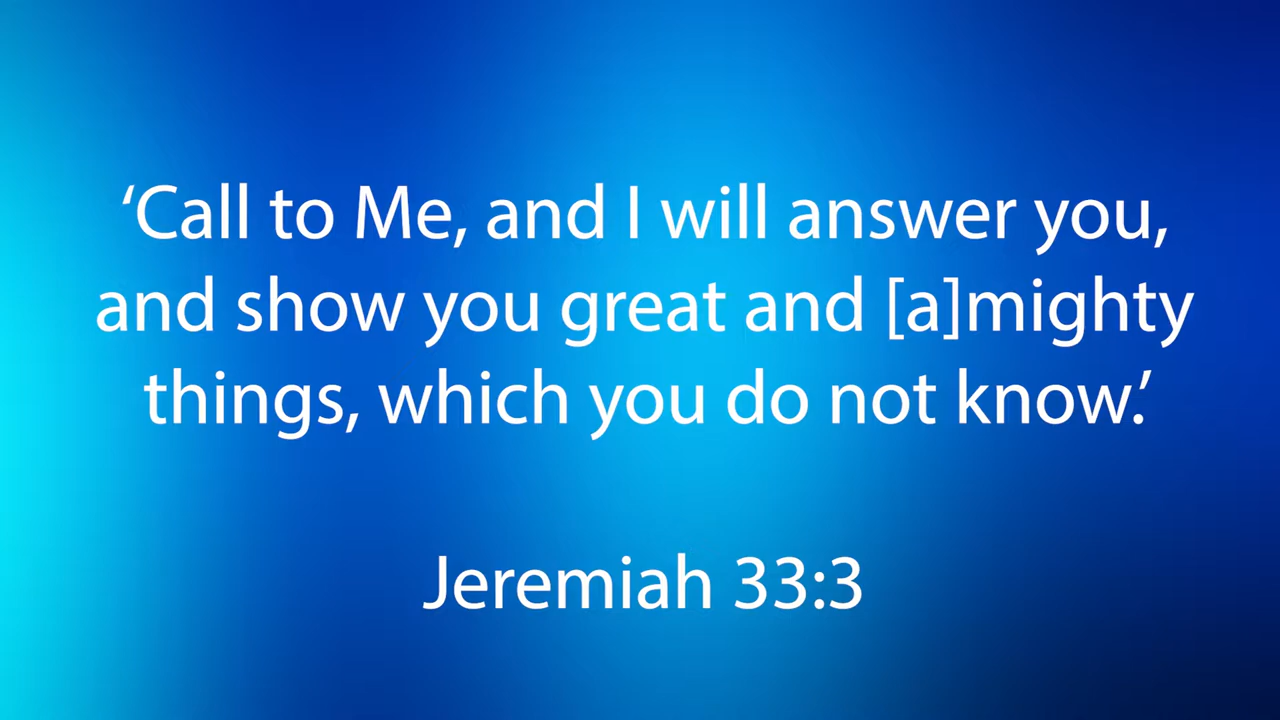 ‘Call to Me, and I will answer you,
and show you great and [a]mighty
things, which you do not know.’
Jeremiah 33:3